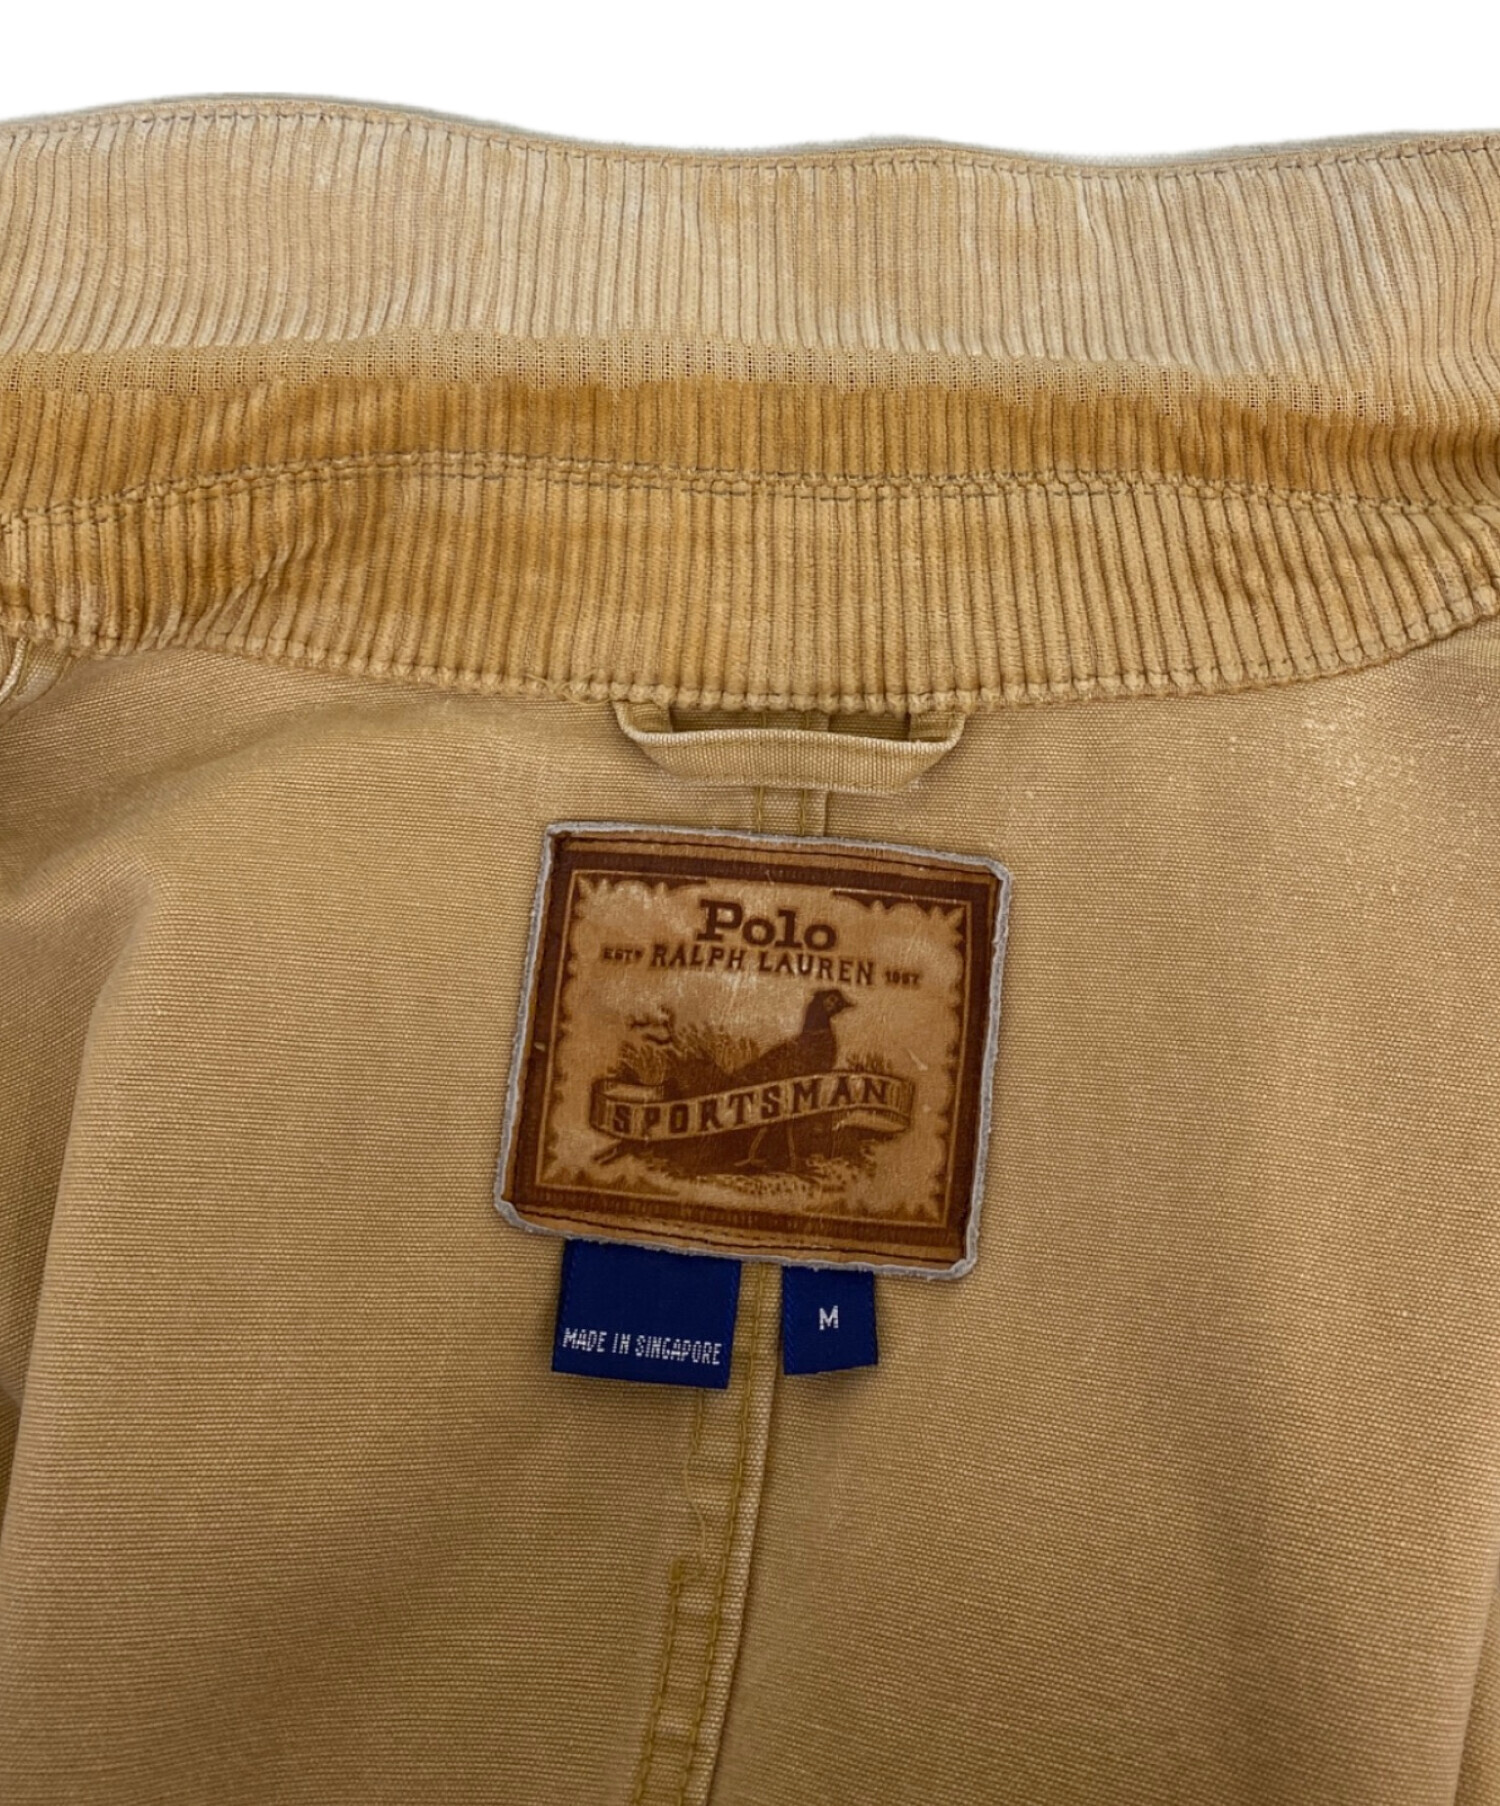 Polo
ESTD RALPH LAUREN 1967
SPORTSMAN
MADE IN SINGAPORE
M